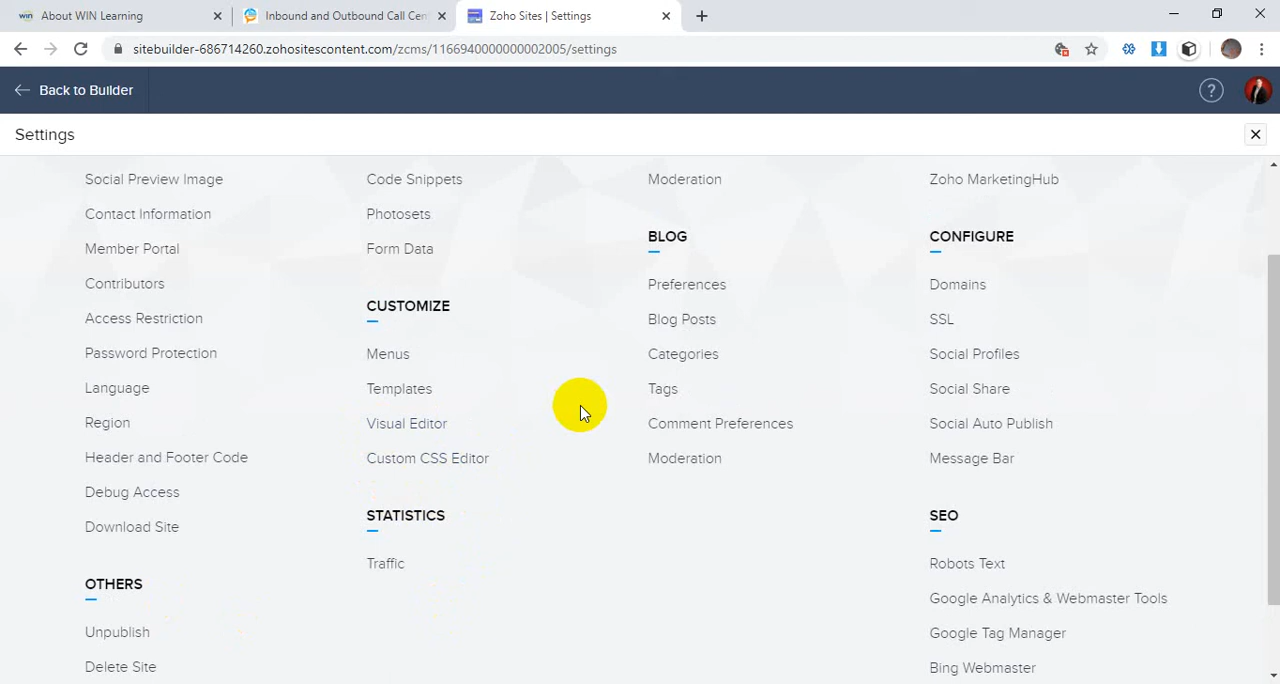 win About WIN Learning
Inbound and Outbound Call Cen
Zoho Sites | Settings
sitebuilder-686714260.zohositescontent.com/zcms/1166940000000002005/settings
Back to Builder
?
Settings
Social Preview Image
Contact Information
Member Portal
Contributors
Access Restriction
Password Protection
Language
Region
Header and Footer Code
Debug Access
Download Site
OTHERS
Unpublish
Delete Site
Code Snippets
Photosets
Form Data
CUSTOMIZE
Menus
Templates
Visual Editor
Custom CSS Editor
STATISTICS
Traffic
Moderation
BLOG
Preferences
Blog Posts
Categories
Tags
Comment Preferences
Moderation
Zoho MarketingHub
CONFIGURE
Domains
SSL
Social Profiles
Social Share
Social Auto Publish
Message Bar
SEO
Robots Text
Google Analytics & Webmaster Tools
Google Tag Manager
Bing Webmaster